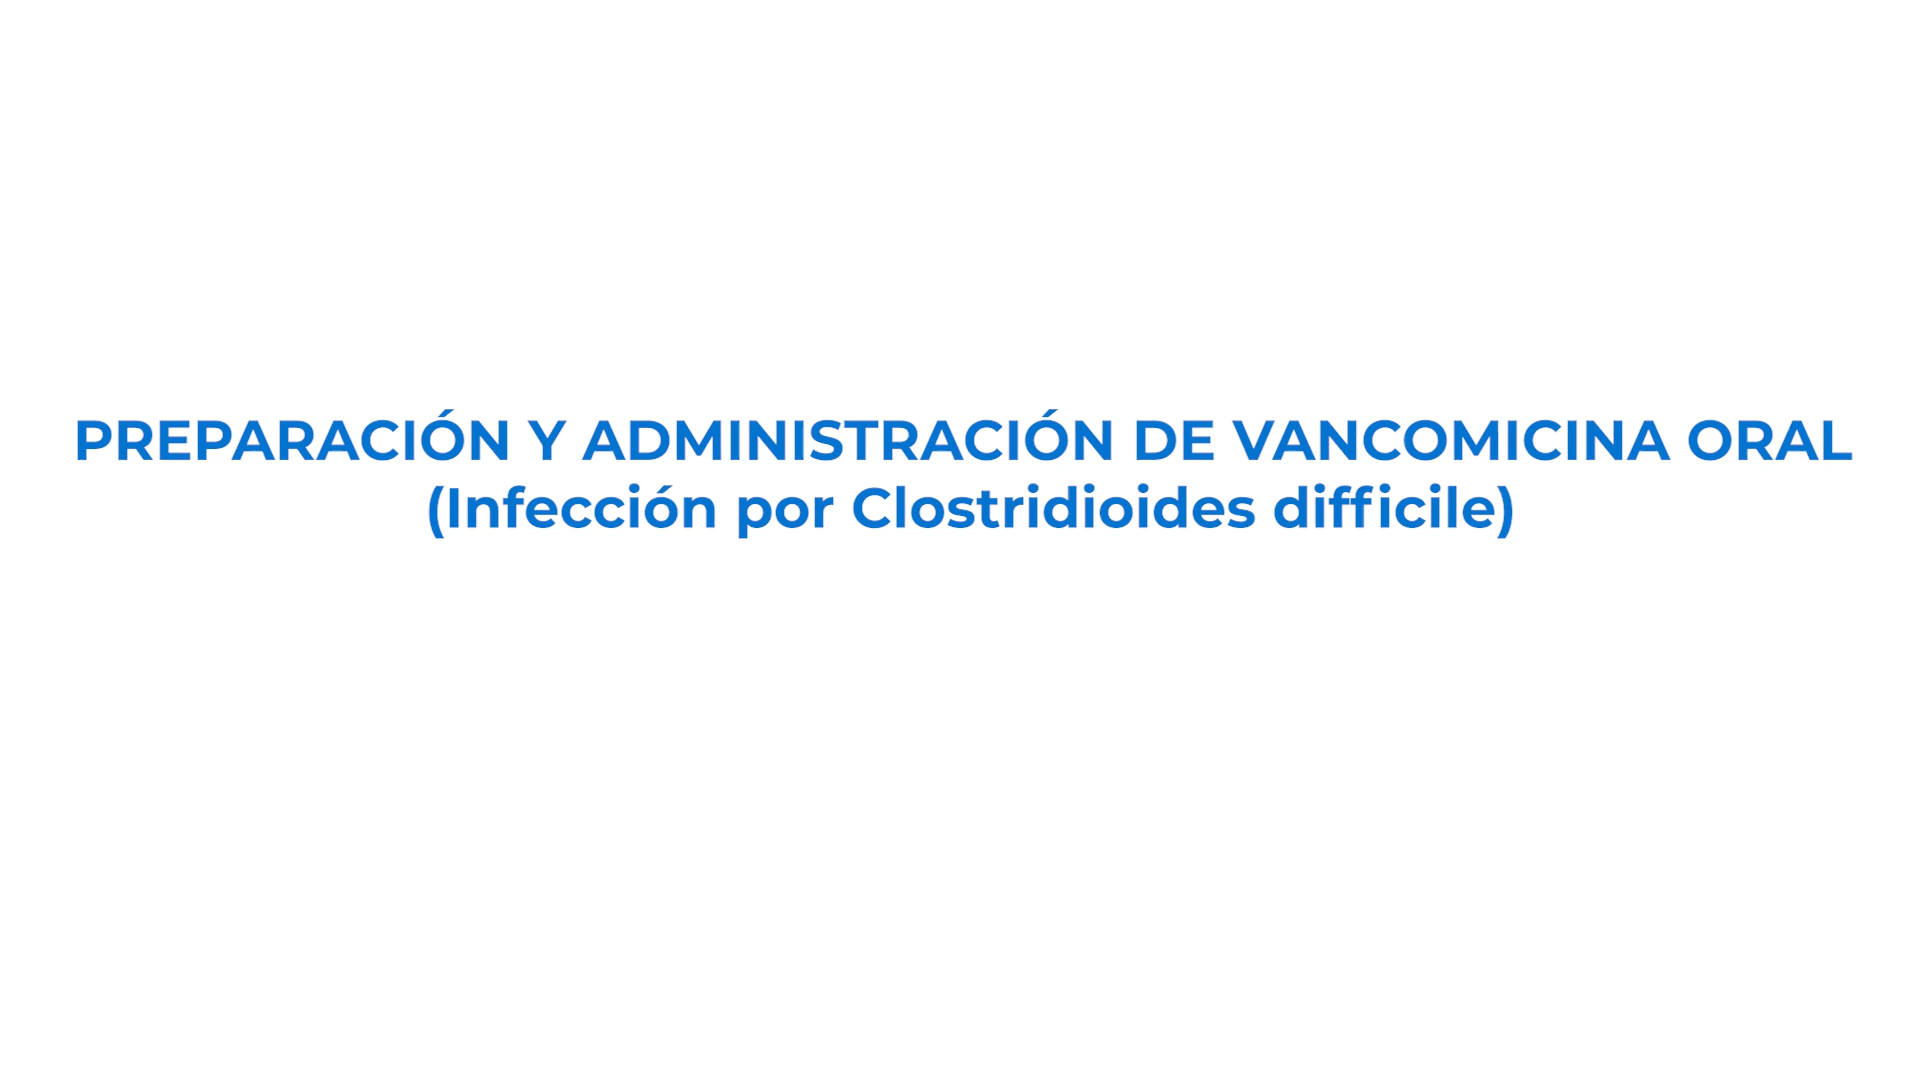 PREPARACIÓN Y ADMINISTRACIÓN DE VANCOMICINA ORAL
(Infección por Clostridioides difficile)